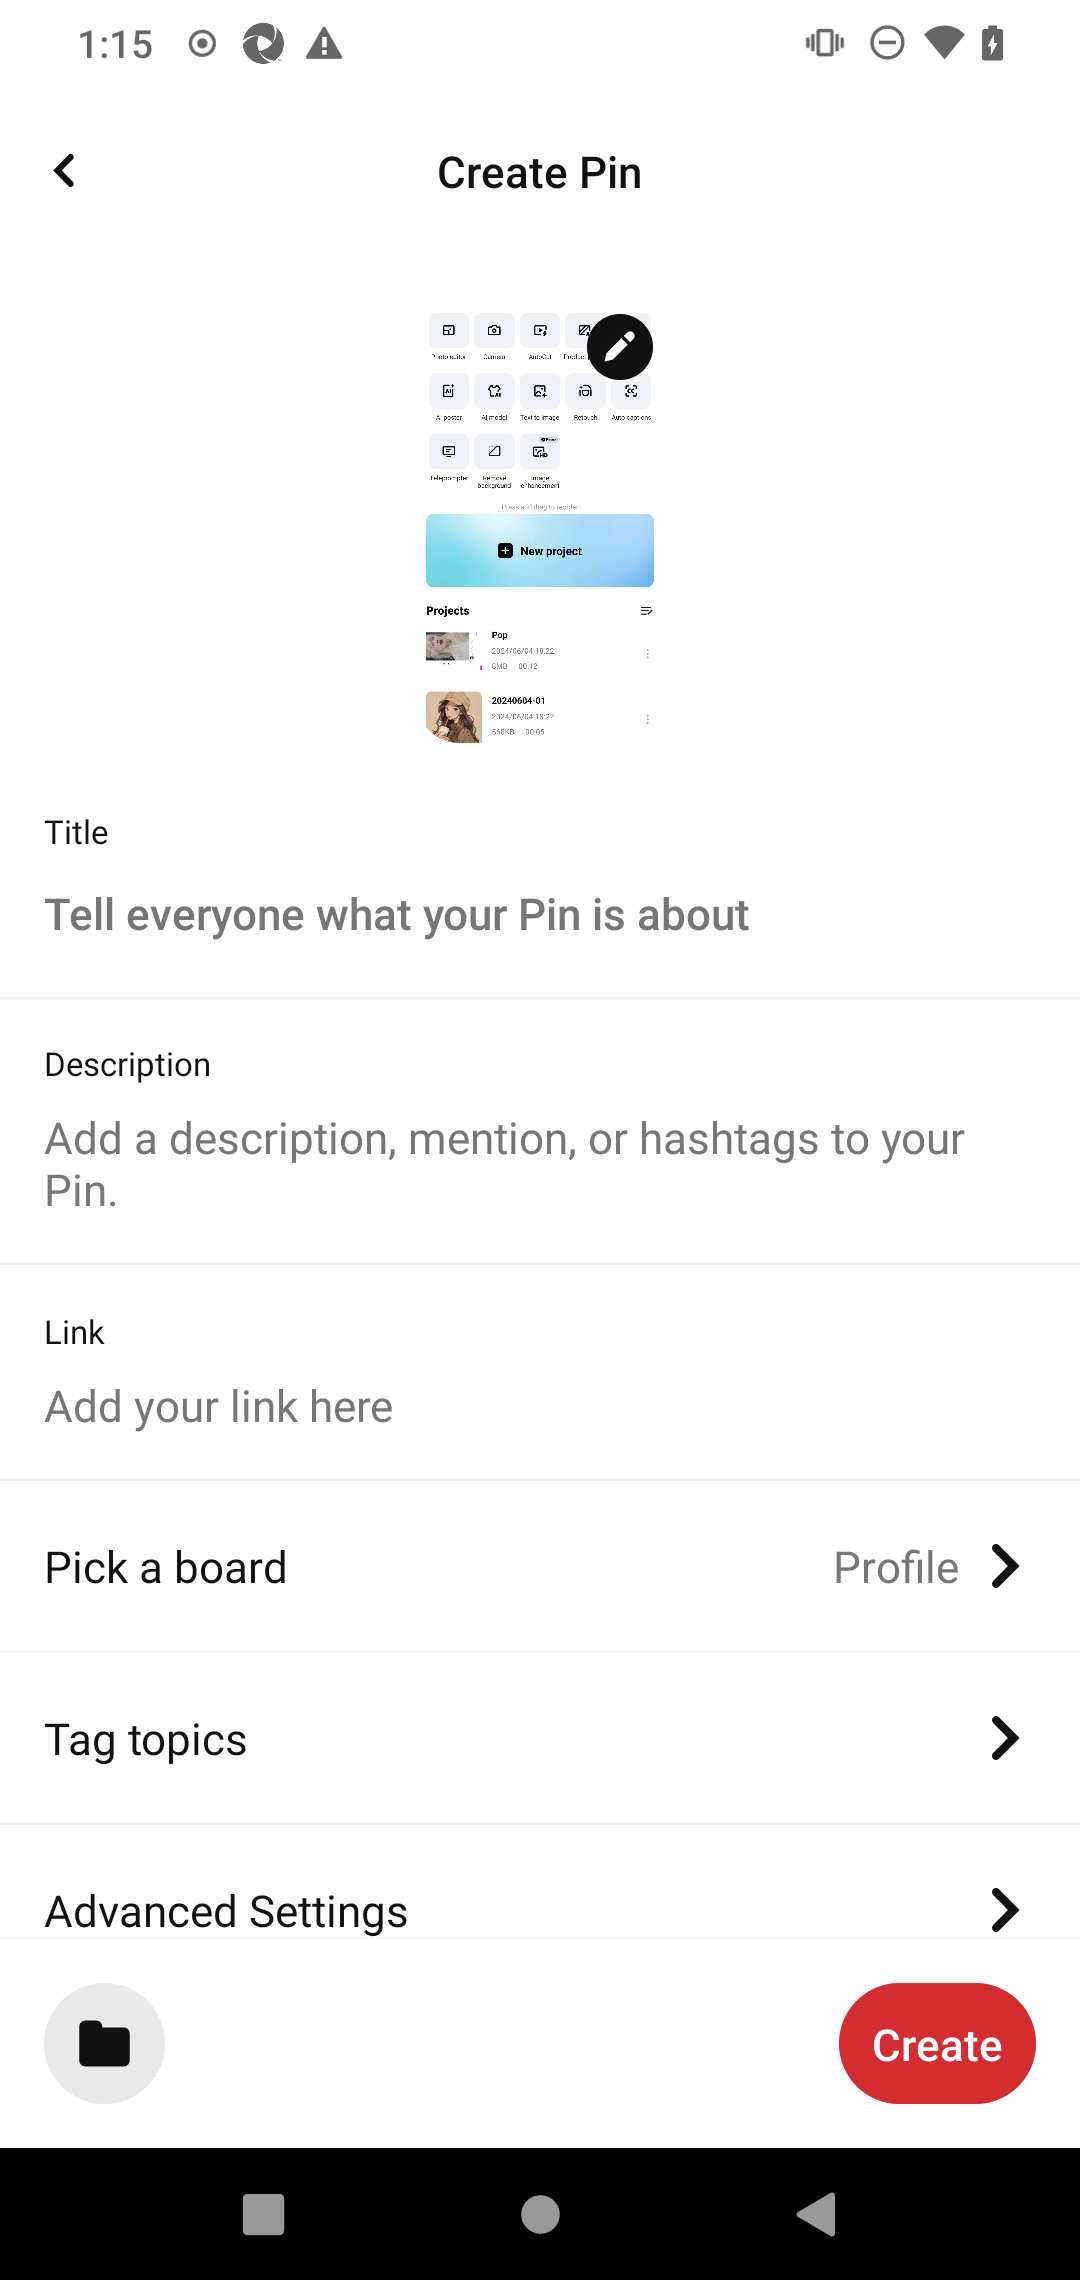 1:15
Create Pin
Photo editor Camera AutoCut Product
AI poster AI model Text to image Retouch Auto captions
Teleprompter Remove background Image enhancement
Press and drag to reorder
New project
Projects
Pop
2024/06/04 18:22
8MB 00:12
20240604-01
2024/06/04 18:22
568KB 00:05
Title
Tell everyone what your Pin is about
Description
Add a description, mention, or hashtags to your
Pin.
Link
Add your link here
Pick a board Profile
Tag topics
Advanced Settings
Create